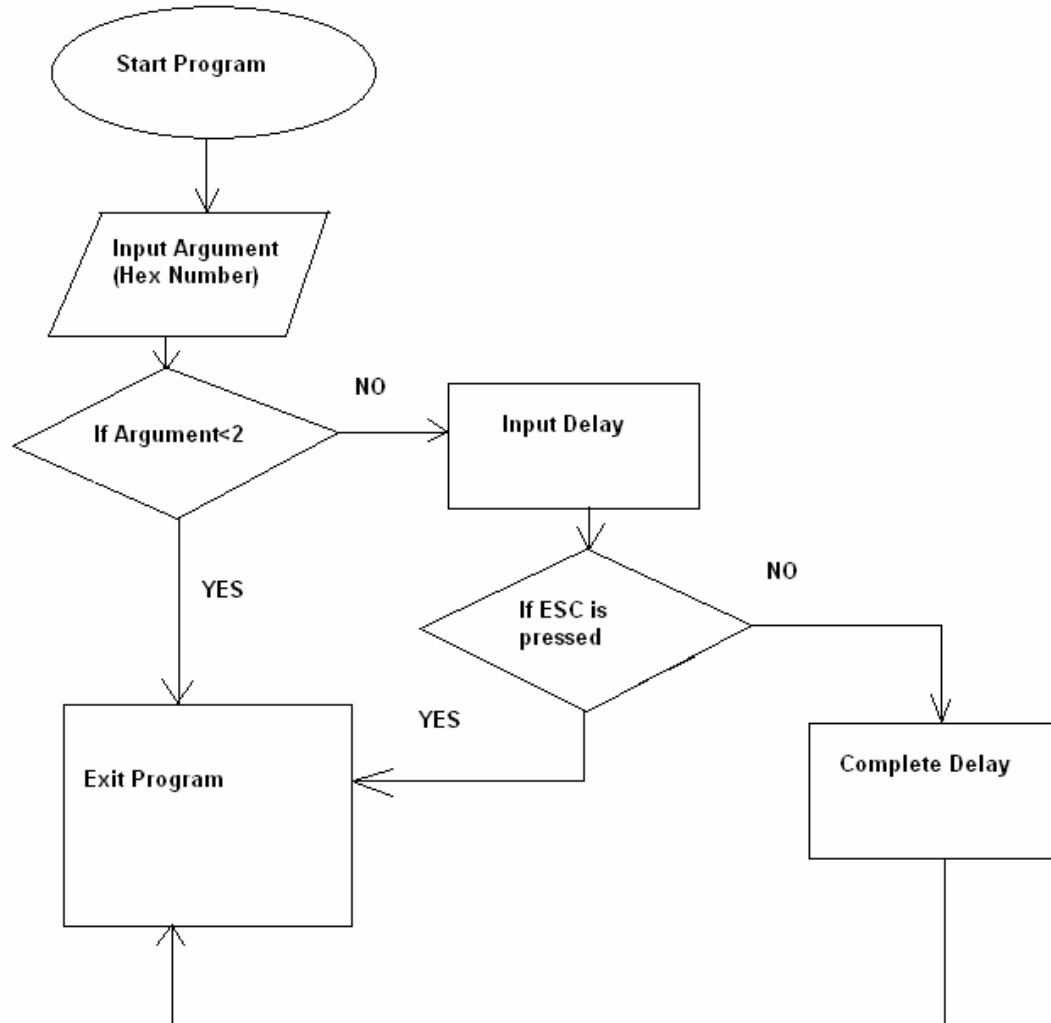 Start Program
Input Argument
(Hex Number)
If Argument<2
NO
Input Delay
YES
If ESC is
pressed
NO
YES
Exit Program
Complete Delay